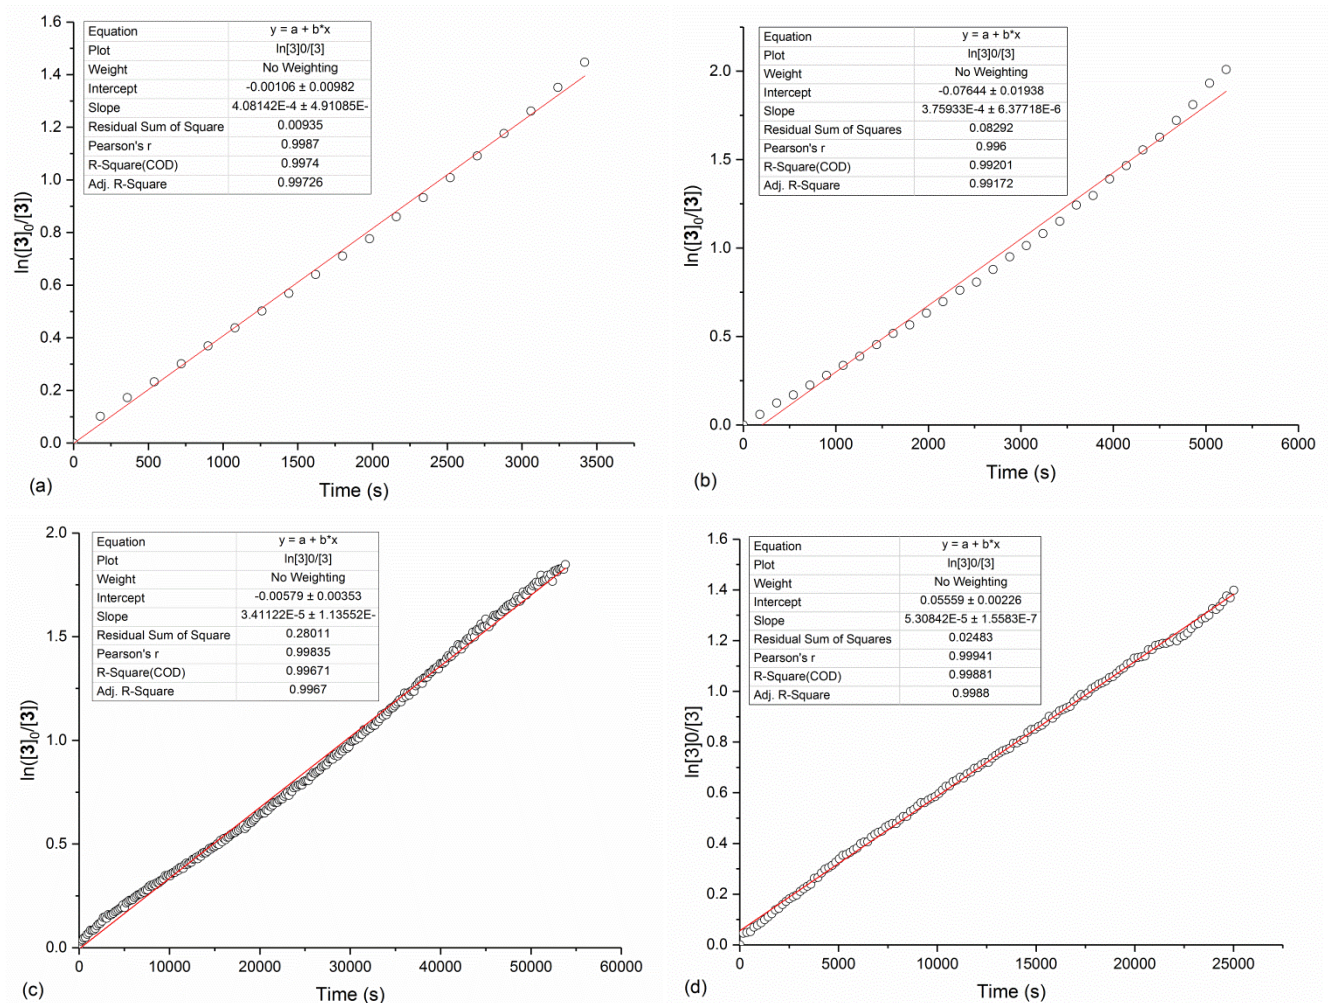 Equation y = a + b*x
Plot ln[3]0/[3]
Weight No Weighting
Intercept -0.00106 ± 0.00982
Slope 4.08142E-4 ± 4.91085E-
Residual Sum of Square 0.00935
Pearson's r 0.9987
R-Square(COD) 0.9974
Adj. R-Square 0.99726
1.6
1.4
1.2
1.0
0.8
0.6
0.4
0.2
0.0
ln([3]0/[3])
0 500 1000 1500 2000 2500 3000 3500
Time (s)
(a)
Equation y = a + b*x
Plot ln[3]0/[3]
Weight No Weighting
Intercept -0.07644 ± 0.01938
Slope 3.75933E-4 ± 6.37718E-6
Residual Sum of Squares 0.08292
Pearson's r 0.996
R-Square(COD) 0.99201
Adj. R-Square 0.99172
2.0
1.5
1.0
0.5
0.0
ln([3]0/[3])
0 1000 2000 3000 4000 5000 6000
Time (s)
(b)
Equation y = a + b*x
Plot ln[3]0/[3]
Weight No Weighting
Intercept -0.00579 ± 0.00353
Slope 3.41122E-5 ± 1.13552E-
Residual Sum of Square 0.28011
Pearson's r 0.99835
R-Square(COD) 0.99671
Adj. R-Square 0.9967
2.0
1.5
1.0
0.5
0.0
ln([3]0/[3])
0 10000 20000 30000 40000 50000 60000
Time (s)
(c)
Equation y = a + b*x
Plot ln[3]0/[3]
Weight No Weighting
Intercept 0.05559 ± 0.00226
Slope 5.30842E-5 ± 1.5583E-7
Residual Sum of Squares 0.02483
Pearson's r 0.99941
R-Square(COD) 0.99881
Adj. R-Square 0.9988
1.6
1.4
1.2
1.0
0.8
0.6
0.4
0.2
0.0
ln[3]0/[3]
0 5000 10000 15000 20000 25000
Time (s)
(d)